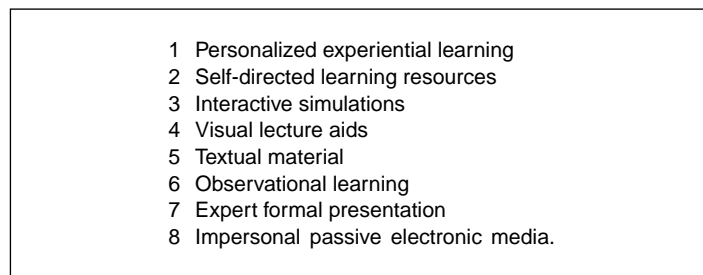 1 Personalized experiential learning
2 Self-directed learning resources
3 Interactive simulations
4 Visual lecture aids
5 Textual material
6 Observational learning
7 Expert formal presentation
8 Impersonal passive electronic media.